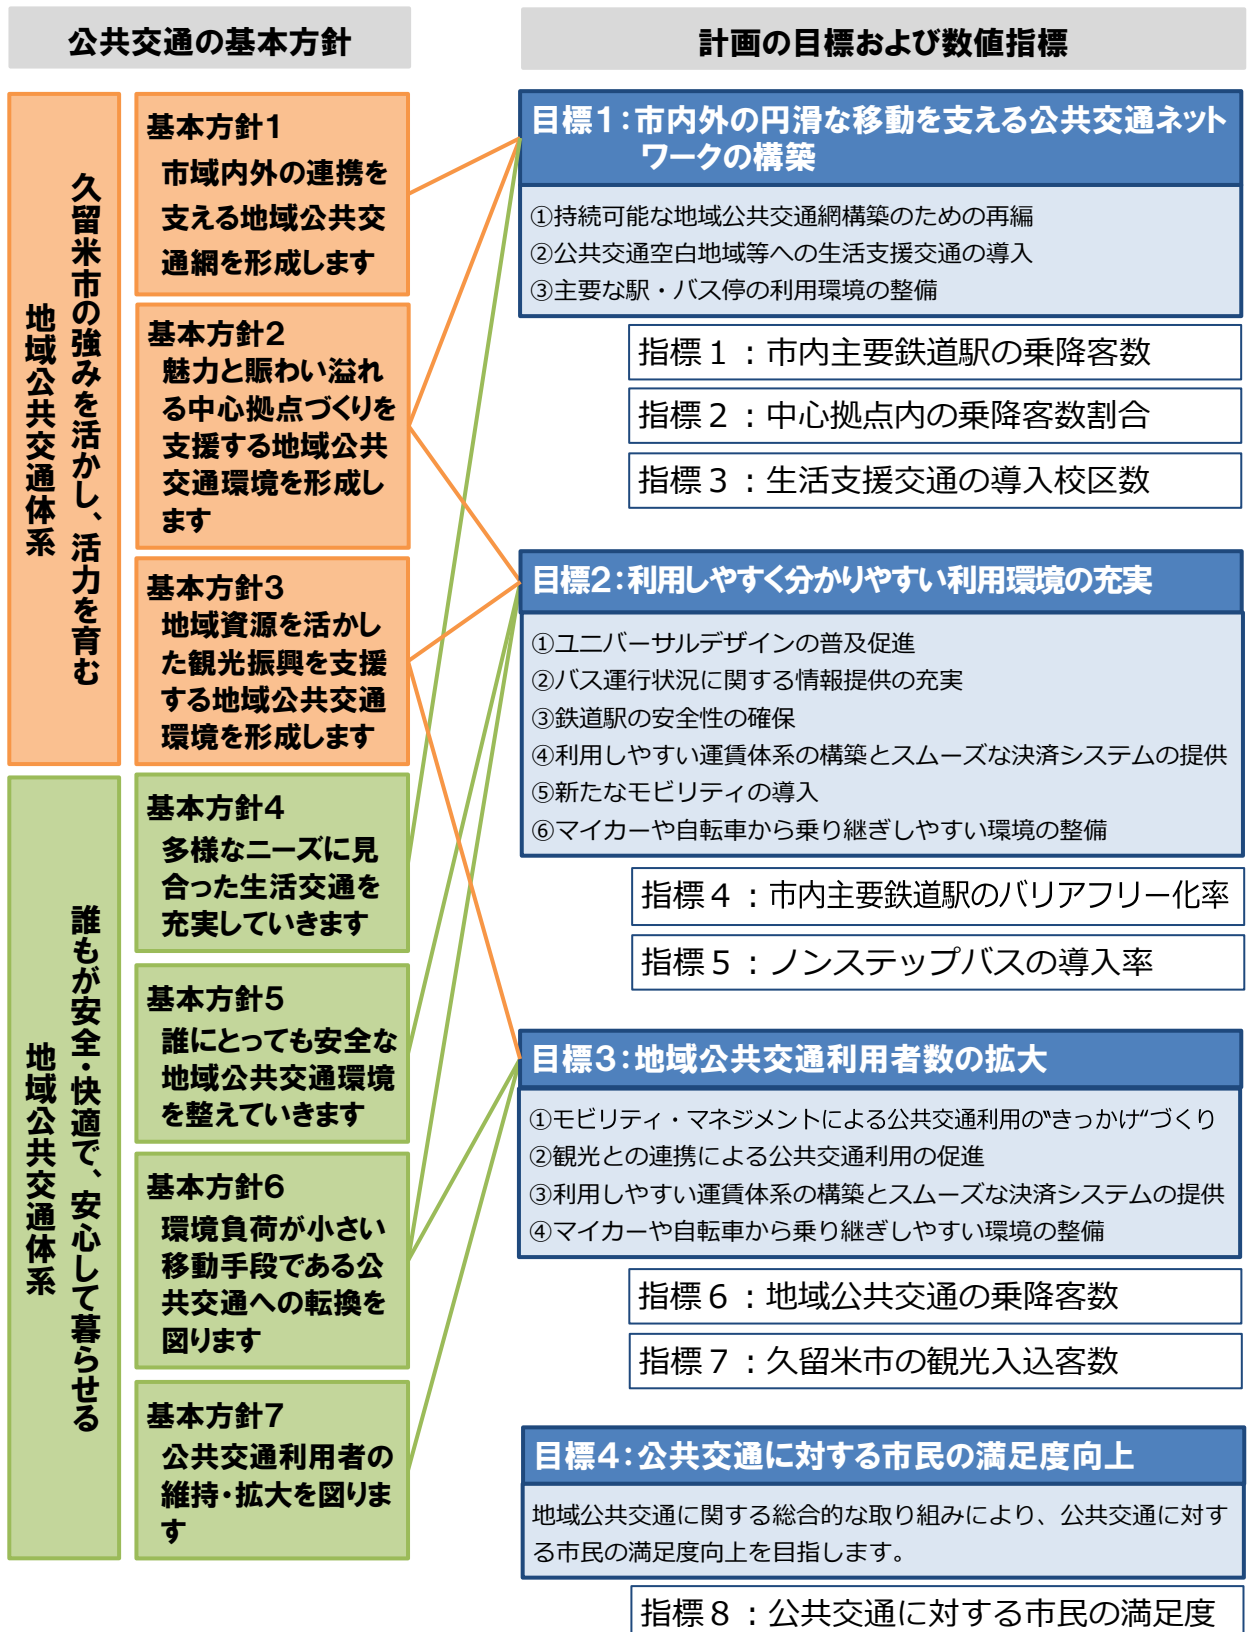 公共交通の基本方針
計画の目標および数値指標
久留米市の強みを活かし、活力を育む
地域公共交通体系
基本方針1
市域内外の連携を
支える地域公共交
通網を形成します
基本方針2
魅力と賑わい溢れ
る中心拠点づくりを
支援する地域公共
交通環境を形成し
ます
基本方針3
地域資源を活かし
た観光振興を支援
する地域公共交通
環境を形成します
誰もが安全・快適で、安心して暮らせる
地域公共交通体系
基本方針4
多様なニーズに見
合った生活交通を
充実していきます
基本方針5
誰にとっても安全な
地域公共交通環境
を整えていきます
基本方針6
環境負荷が小さい
移動手段である公
共交通への転換を
図ります
基本方針7
公共交通利用者の
維持・拡大を図りま
す
目標1:市内外の円滑な移動を支える公共交通ネット
ワークの構築
①持続可能な地域公共交通網構築のための再編
②公共交通空白地域等への生活支援交通の導入
③主要な駅・バス停の利用環境の整備
指標1：市内主要鉄道駅の乗降客数
指標2：中心拠点内の乗降客数割合
指標3：生活支援交通の導入校区数
目標2:利用しやすく分かりやすい利用環境の充実
①ユニバーサルデザインの普及促進
②バス運行状況に関する情報提供の充実
③鉄道駅の安全性の確保
④利用しやすい運賃体系の構築とスムーズな決済システムの提供
⑤新たなモビリティの導入
⑥マイカーや自転車から乗り継ぎしやすい環境の整備
指標4：市内主要鉄道駅のバリアフリー化率
指標5：ノンステップバスの導入率
目標3:地域公共交通利用者数の拡大
①モビリティ・マネジメントによる公共交通利用の"きっかけ"づくり
②観光との連携による公共交通利用の促進
③利用しやすい運賃体系の構築とスムーズな決済システムの提供
④マイカーや自転車から乗り継ぎしやすい環境の整備
指標6：地域公共交通の乗降客数
指標7：久留米市の観光入込客数
目標4:公共交通に対する市民の満足度向上
地域公共交通に関する総合的な取り組みにより、公共交通に対す
る市民の満足度向上を目指します。
指標8：公共交通に対する市民の満足度